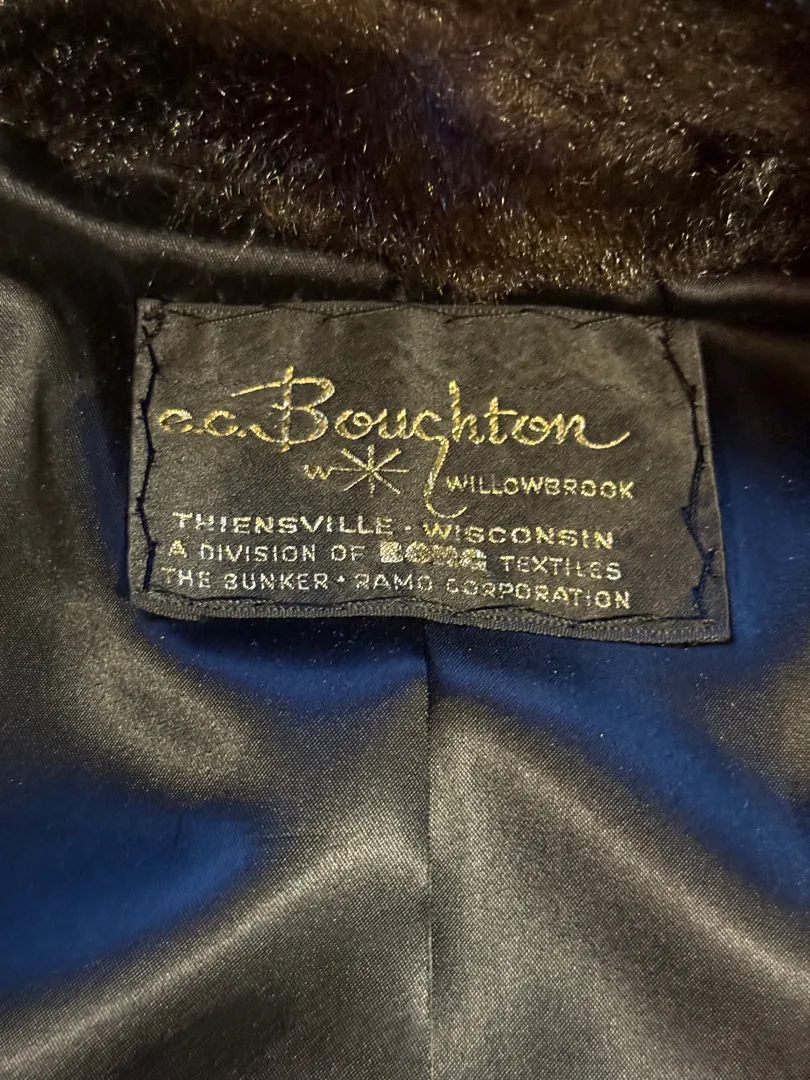 e.c. Boughton
W
WILLOWBROOK
THIENSVILLE · WISCONSIN
A DIVISION OF BORG TEXTILES
THE BUNKER · RAMO CORPORATION